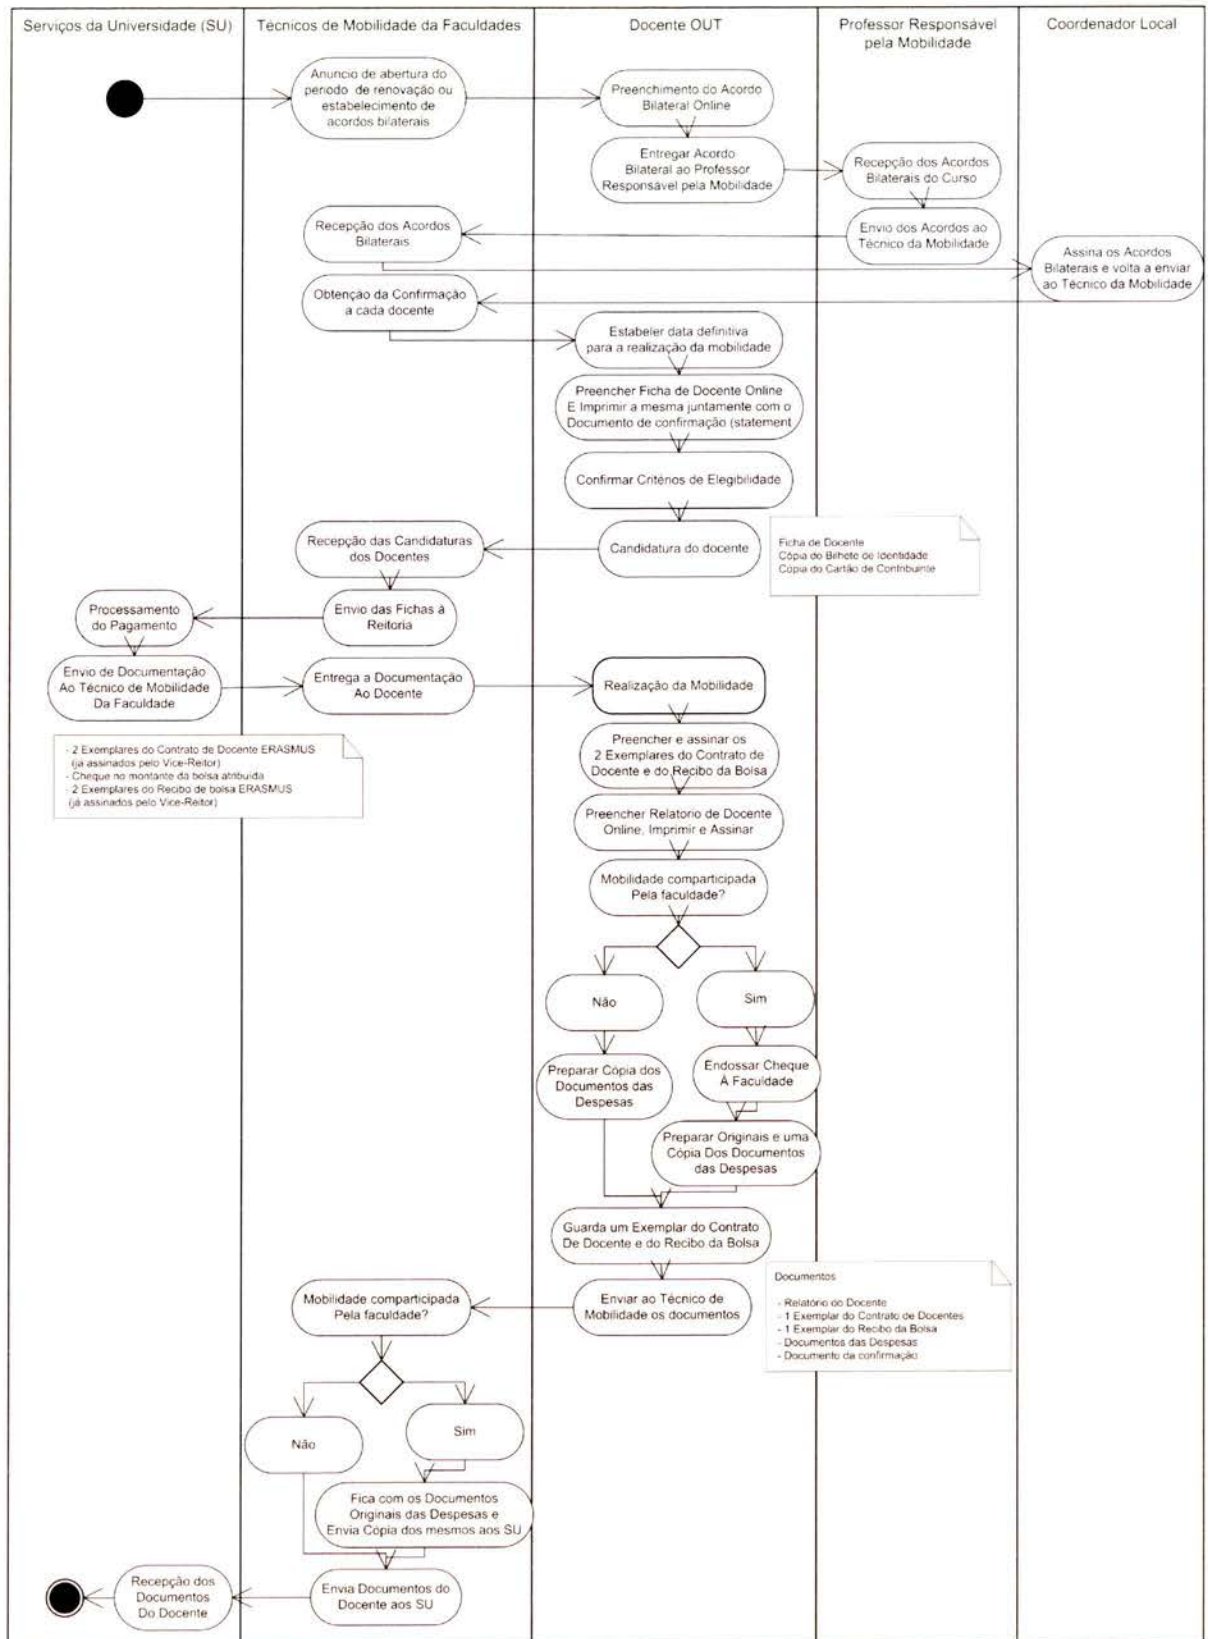 Serviços da Universidade (SU)
Técnicos de Mobilidade da Faculdades
Docente OUT
Professor Responsável
pela Mobilidade
Coordenador Local
Anuncio de abertura do
periodo de renovação ou
estabelecimento de
acordos bilaterais
Preenchimento do Acordo
Bilateral Online
Entregar Acordo
Bilateral ao Professor
Responsável pela Mobilidade
Recepção dos Acordos
Bilaterais do Curso
Envio dos Acordos ao
Técnico da Mobilidade
Recepção dos Acordos
Bilaterais
Assina os Acordos
Bilaterais e volta a enviar
ao Técnico da Mobilidade
Obtenção da Confirmação
a cada docente
Estabeler data definitiva
para a realização da mobilidade
Preencher Ficha de Docente Online
E Imprimir a mesma juntamente com o
Documento de confirmação (statement
Confirmar Critérios de Elegibilidade
Candidatura do docente
Ficha de Docente
Cópia do Bilhete de Identidade
Cópia do Cartão de Contribuinte
Recepção das Candidaturas
dos Docentes
Envio das Fichas à
Reitoria
Processamento
do Pagamento
Envio de Documentação
Ao Técnico de Mobilidade
Da Faculdade
Entrega a Documentação
Ao Docente
Realização da Mobilidade
- 2 Exemplares do Contrato de Docente ERASMUS
(já assinados pelo Vice-Reitor)
- Cheque no montante da bolsa atribuida
- 2 Exemplares do Recibo de bolsa ERASMUS
(já assinados pelo Vice-Reitor)
Preencher e assinar os
2 Exemplares do Contrato de
Docente e do Recibo da Bolsa
Preencher Relatorio de Docente
Online, Imprimir e Assinar
Mobilidade comparticipada
Pela faculdade?
Não
Sim
Preparar Cópia dos
Documentos das
Despesas
Endossar Cheque
À Faculdade
Preparar Originais e uma
Cópia Dos Documentos
das Despesas
Guarda um Exemplar do Contrato
De Docente e do Recibo da Bolsa
Enviar ao Técnico de
Mobilidade os documentos
Documentos
- Relatório do Docente
- 1 Exemplar do Contrato de Docentes
- 1 Exemplar do Recibo da Bolsa
- Documentos das Despesas
- Documento da confirmação
Mobilidade comparticipada
Pela faculdade?
Não
Sim
Fica com os Documentos
Originais das Despesas e
Envia Cópia dos mesmos aos SU
Envia Documentos do
Docente aos SU
Recepção dos
Documentos
Do Docente